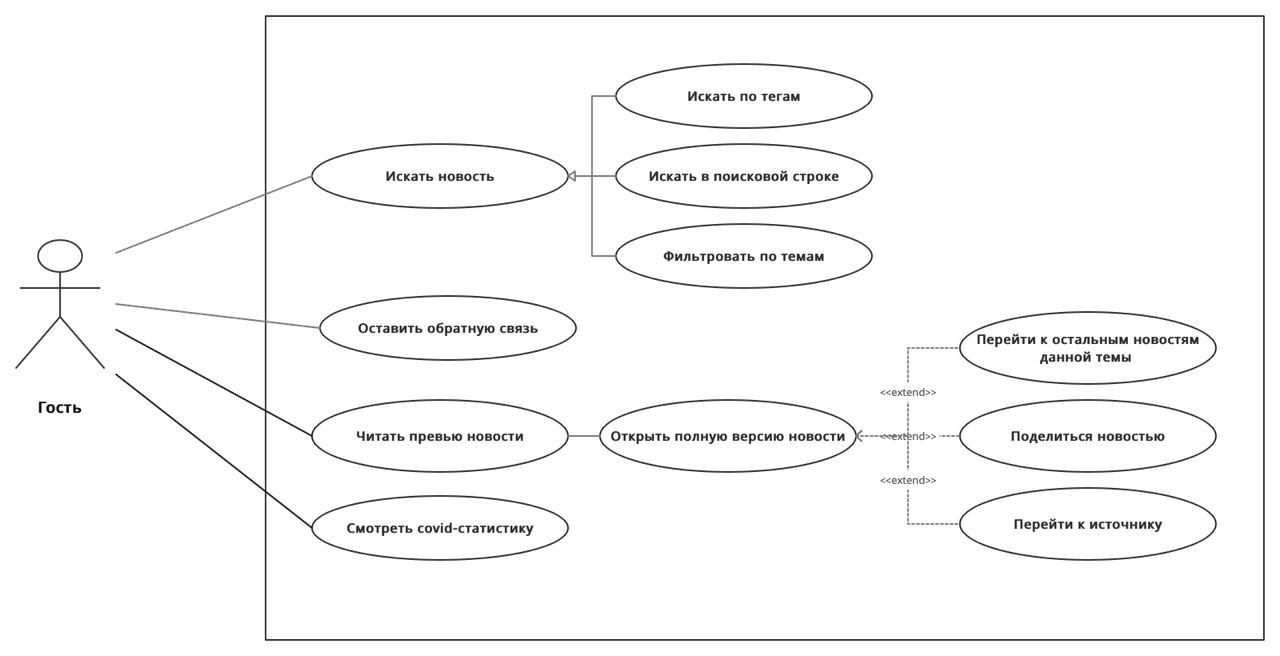 Искать по тегам
Искать новость
Искать в поисковой строке
Фильтровать по темам
Оставить обратную связь
Перейти к остальным новостям
данной темы
<<extend>>
Гость
Читать превью новости
Открыть полную версию новости
<<extend>>
Поделиться новостью
<<extend>>
Смотреть covid-статистику
Перейти к источнику